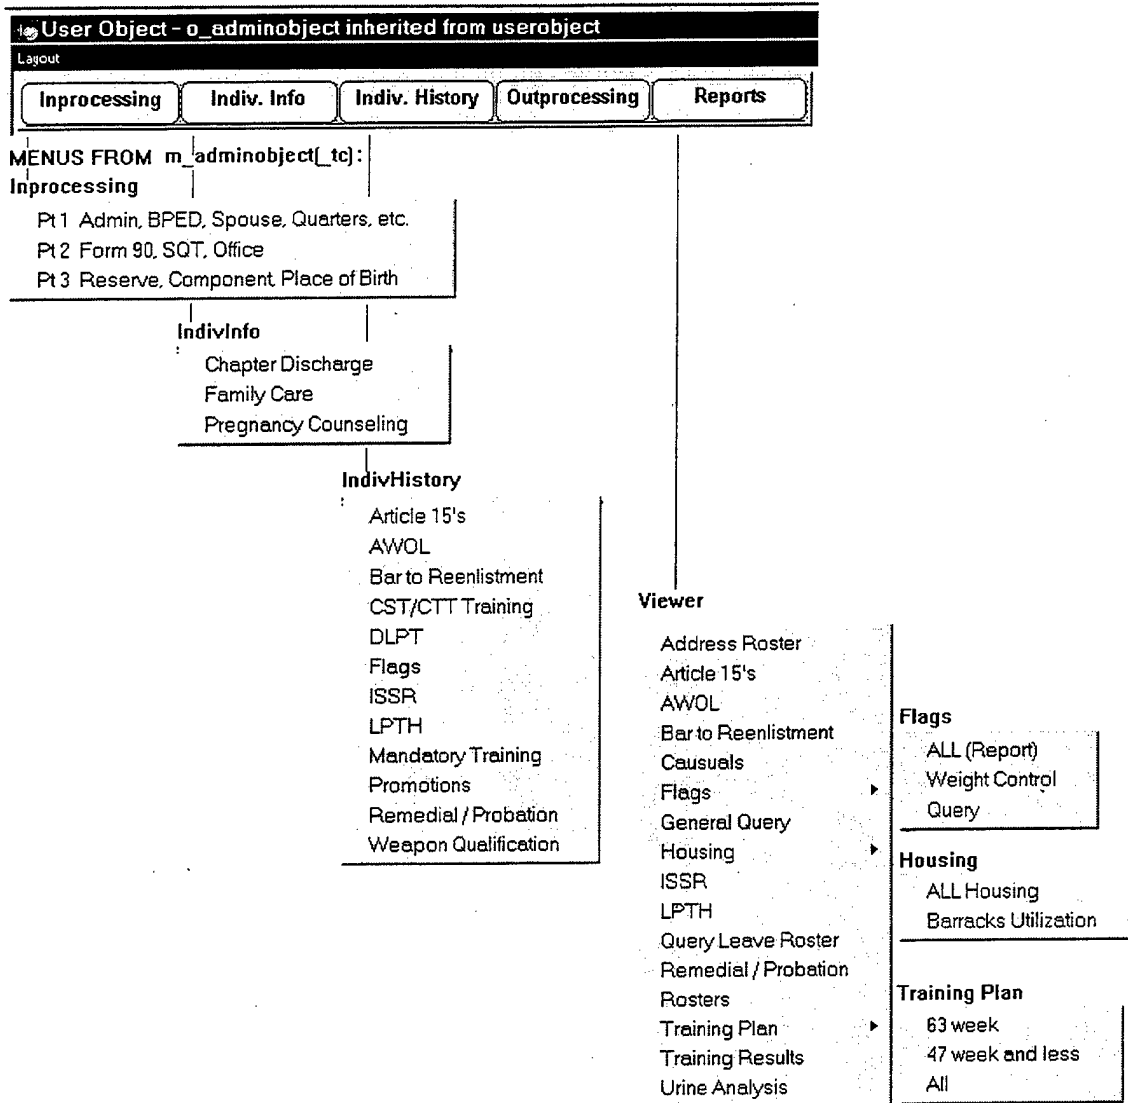 User Object - o_adminobject inherited from userobject
Layout
Inprocessing
Indiv. Info
Indiv. History
Outprocessing
Reports
MENUS FROM m_adminobject(_tc):
Inprocessing
Pt 1 Admin, BPED, Spouse, Quarters, etc.
Pt 2 Form 90, SQT, Office
Pt 3 Reserve, Component, Place of Birth
IndivInfo
Chapter Discharge
Family Care
Pregnancy Counseling
IndivHistory
Article 15's
AWOL
Bar to Reenlistment
CST/CTT Training
DLPT
Flags
ISSR
LPTH
Mandatory Training
Promotions
Remedial / Probation
Weapon Qualification
Viewer
Address Roster
Article 15's
AWOL
Bar to Reenlistment
Causuals
Flags
General Query
Housing
ISSR
LPTH
Query Leave Roster
Remedial / Probation
Rosters
Training Plan
Training Results
Urine Analysis
Flags
ALL (Report)
Weight Control
Query
Housing
ALL Housing
Barracks Utilization
Training Plan
63 week
47 week and less
All